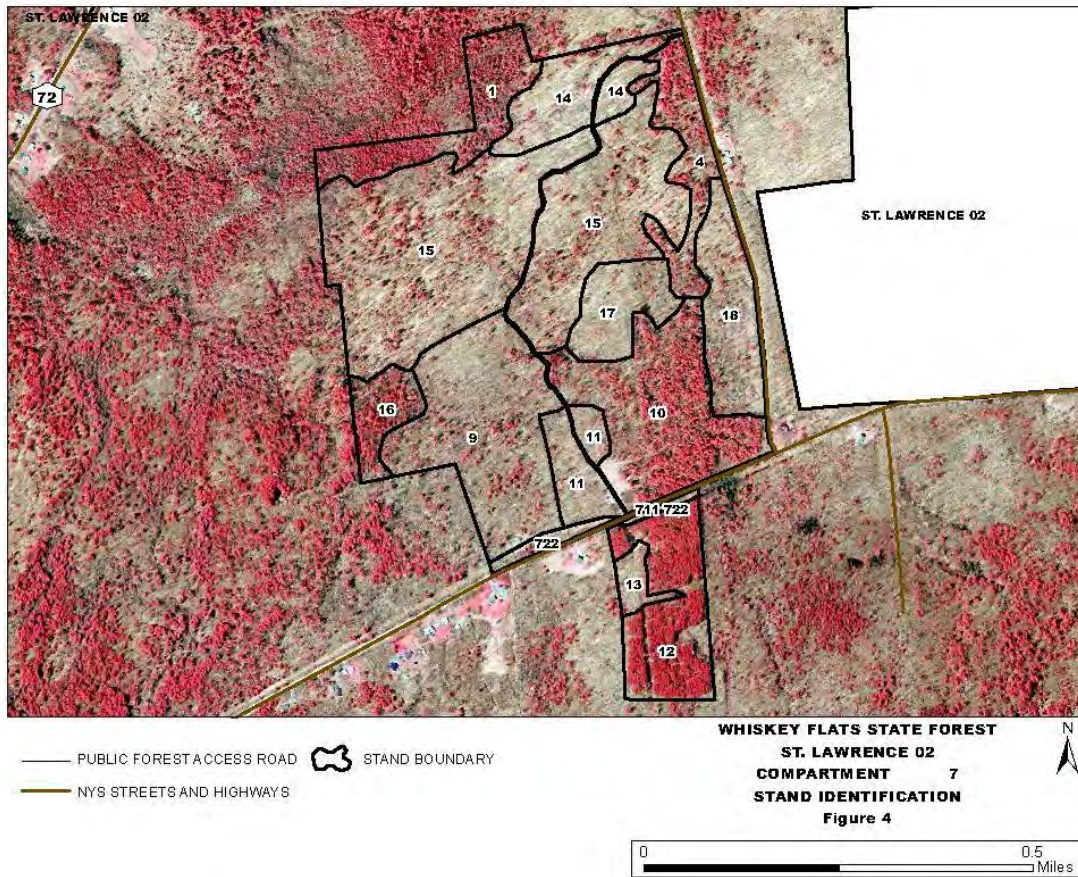 ST. LAWRENCE 02
72
1
14
14
4
ST. LAWRENCE 02
15
15
17
18
16
9
10
11
11
711 722
722
13
12
PUBLIC FOREST ACCESS ROAD
STAND BOUNDARY
NYS STREETS AND HIGHWAYS
WHISKEY FLATS STATE FOREST
ST. LAWRENCE 02
COMPARTMENT 7
STAND IDENTIFICATION
Figure 4
N
0 0.5
Miles